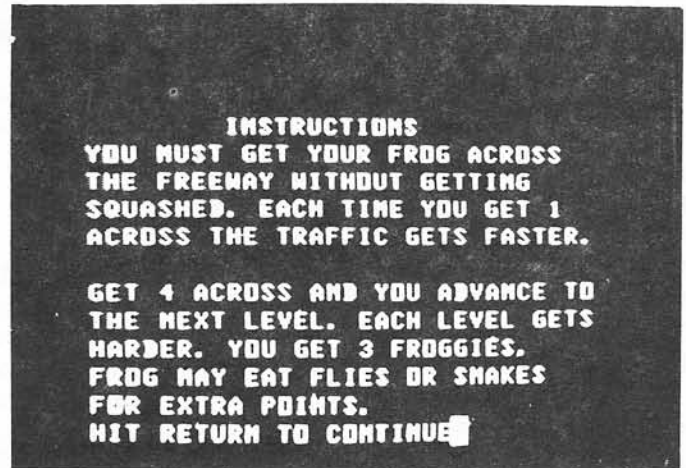 INSTRUCTIONS
YOU MUST GET YOUR FROG ACROSS
THE FREEWAY WITHOUT GETTING
SQUASHED. EACH TIME YOU GET 1
ACROSS THE TRAFFIC GETS FASTER.
GET 4 ACROSS AND YOU ADVANCE TO
THE NEXT LEVEL. EACH LEVEL GETS
HARDER. YOU GET 3 FROGGIES.
FROG MAY EAT FLIES OR SNAKES
FOR EXTRA POINTS.
HIT RETURN TO CONTINUE